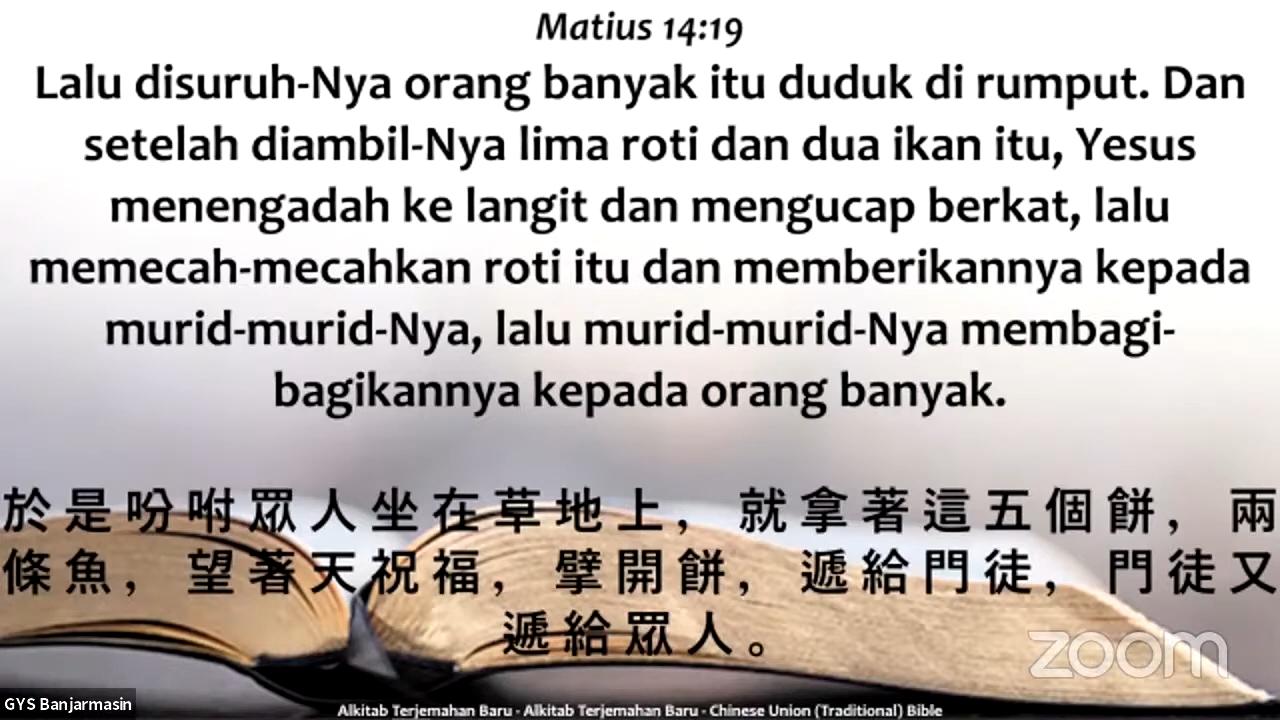 Matius 14:19
Lalu disuruh-Nya orang banyak itu duduk di rumput. Dan
setelah diambil-Nya lima roti dan dua ikan itu, Yesus
menengadah ke langit dan mengucap berkat, lalu
memecah-mecahkan roti itu dan memberikannya kepada
murid-murid-Nya, lalu murid-murid-Nya membagi-
bagikannya kepada orang banyak.
於是吩咐眾人坐在草地上，就拿著這五個餅，兩
條魚，望著天祝福，擘開餅，遞給門徒，門徒又
遞給眾人。
zoom
GYS Banjarmasin
Alkitab Terjemahan Baru - Alkitab Terjemahan Baru - Chinese Union (Traditional) Bible